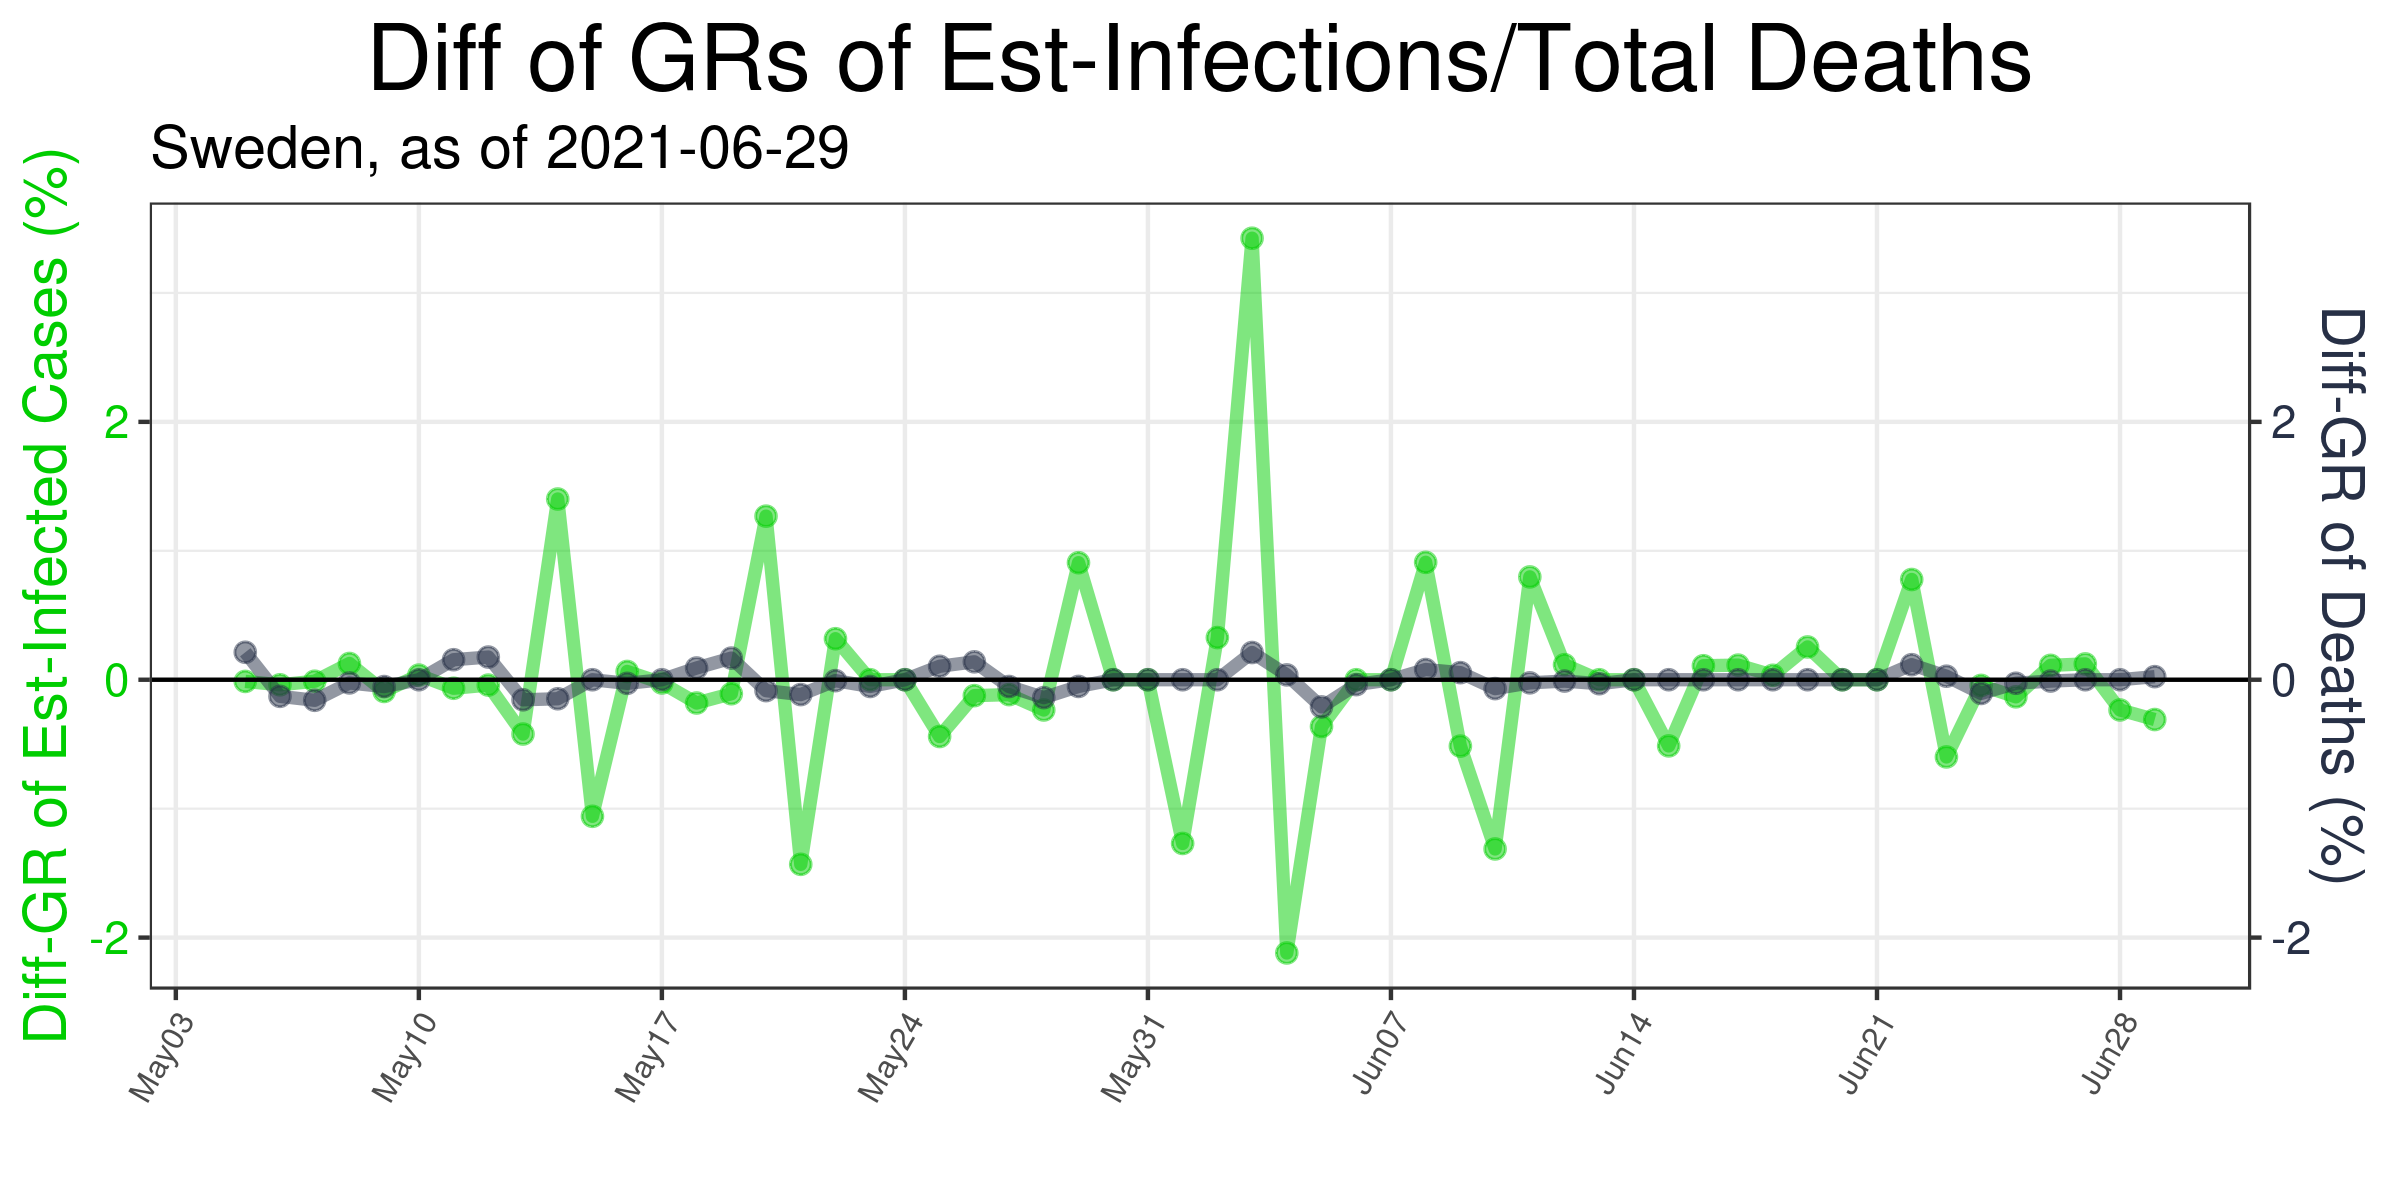 Diff of GRs of Est-Infections/Total Deaths
Sweden, as of 2021-06-29
Diff-GR of Est-Infected Cases (%)
2
0
-2
2
0
-2
Diff-GR of Deaths (%)
May03
May10
May17
May24
May31
Jun07
Jun14
Jun21
Jun28